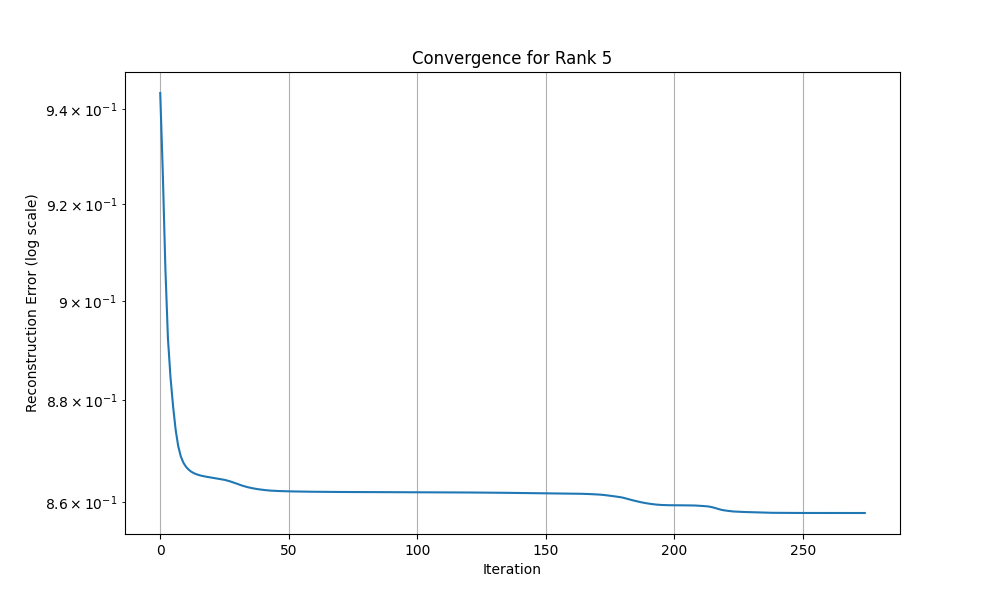 Convergence for Rank 5
Reconstruction Error (log scale)
9.4 × 10⁻¹
9.2 × 10⁻¹
9 × 10⁻¹
8.8 × 10⁻¹
8.6 × 10⁻¹
0 50 100 150 200 250
Iteration